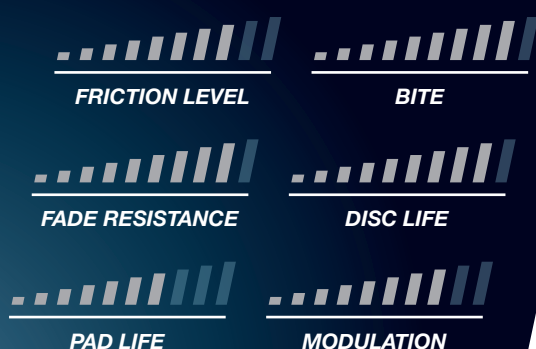 FRICTION LEVEL
BITE
FADE RESISTANCE
DISC LIFE
PAD LIFE
MODULATION